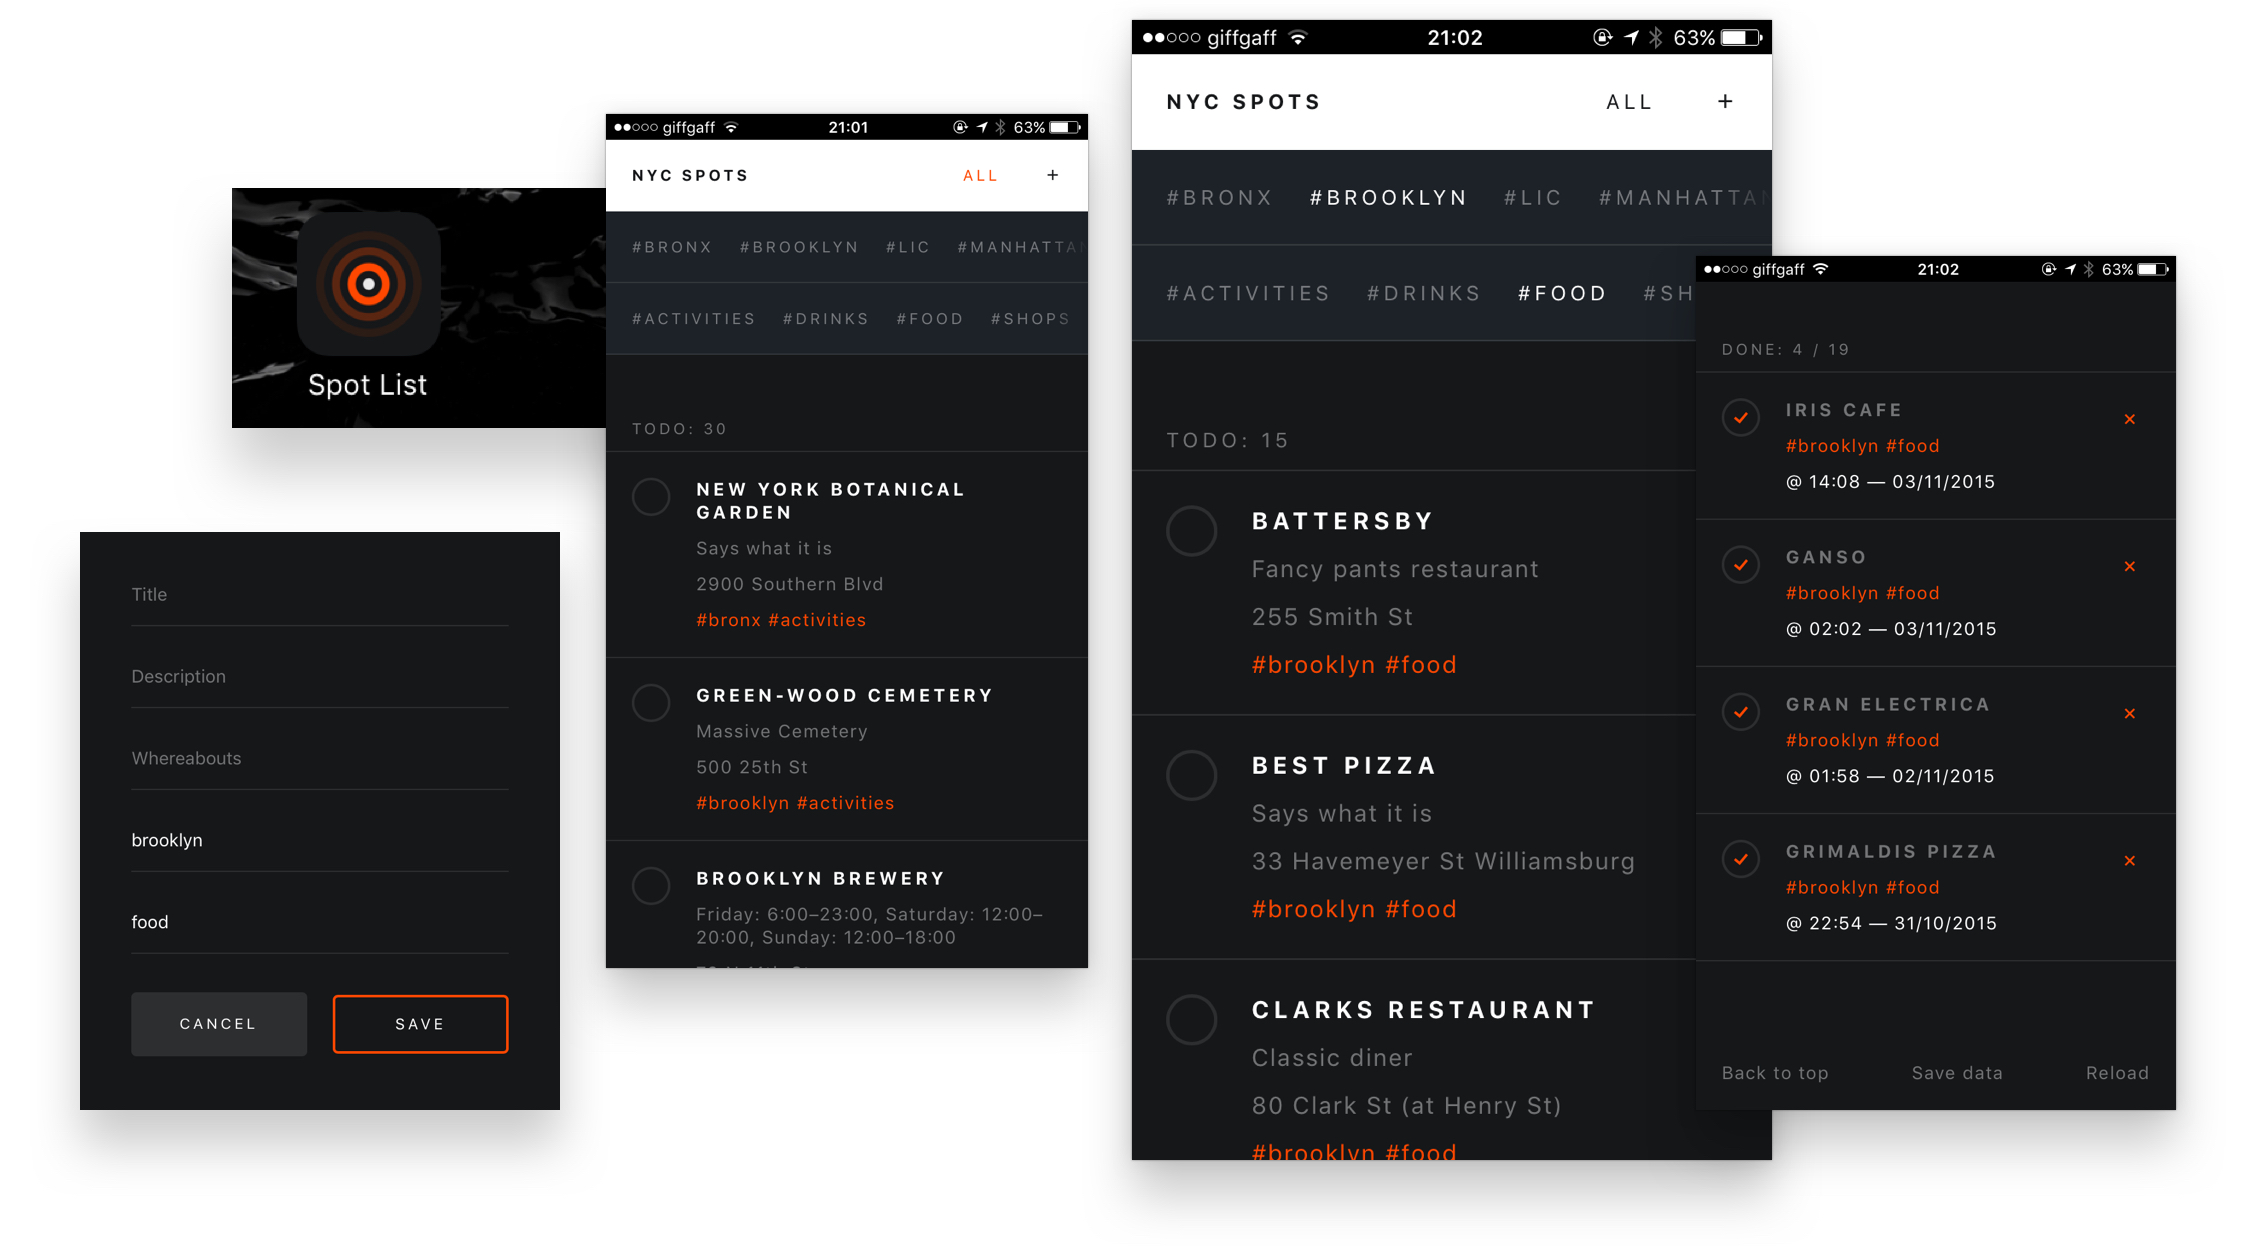 Spot List
Title
Description
Whereabouts
brooklyn
food
CANCEL SAVE
giffgaff 21:01 63%
NYC SPOTS ALL +
#BRONX #BROOKLYN #LIC #MANHATTAN
#ACTIVITIES #DRINKS #FOOD #SHOPS
TODO: 30
NEW YORK BOTANICAL
GARDEN
Says what it is
2900 Southern Blvd
#bronx #activities
GREEN-WOOD CEMETERY
Massive Cemetery
500 25th St
#brooklyn #activities
BROOKLYN BREWERY
Friday: 6:00–23:00, Saturday: 12:00–
20:00, Sunday: 12:00–18:00
giffgaff 21:02 63%
NYC SPOTS ALL +
#BRONX #BROOKLYN #LIC #MANHATTAN
#ACTIVITIES #DRINKS #FOOD #SH
TODO: 15
BATTERSBY
Fancy pants restaurant
255 Smith St
#brooklyn #food
BEST PIZZA
Says what it is
33 Havemeyer St Williamsburg
#brooklyn #food
CLARKS RESTAURANT
Classic diner
80 Clark St (at Henry St)
#brooklyn #food
giffgaff 21:02 63%
DONE: 4 / 19
IRIS CAFE
#brooklyn #food
@ 14:08 — 03/11/2015
GANSO
#brooklyn #food
@ 02:02 — 03/11/2015
GRAN ELECTRICA
#brooklyn #food
@ 01:58 — 02/11/2015
GRIMALDIS PIZZA
#brooklyn #food
@ 22:54 — 31/10/2015
Back to top Save data Reload